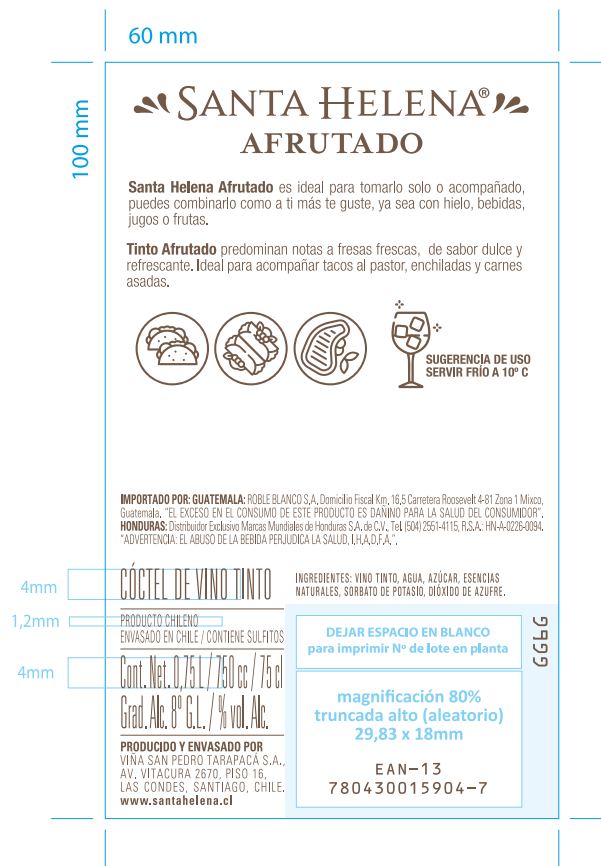 60 mm
100 mm
SANTA HELENA®
AFRUTADO
Santa Helena Afrutado es ideal para tomarlo solo o acompañado,
puedes combinarlo como a ti más te guste, ya sea con hielo, bebidas,
jugos o frutas.
Tinto Afrutado predominan notas a fresas frescas, de sabor dulce y
refrescante. Ideal para acompañar tacos al pastor, enchiladas y carnes
asadas.
SUGERENCIA DE USO
SERVIR FRÍO A 10º C
IMPORTADO POR: GUATEMALA: ROBLE BLANCO S.A, Domicilio Fiscal Km. 16,5 Carretera Roosevelt 4-81 Zona 1 Mixco,
Guatemala. "EL EXCESO EN EL CONSUMO DE ESTE PRODUCTO ES DAÑINO PARA LA SALUD DEL CONSUMIDOR".
HONDURAS: Distribuidor Exclusivo Marcas Mundiales de Honduras S.A. de C.V., Tel. (504) 2551-4115, R.S.A.: HN-A-0226-0094.
"ADVERTENCIA: EL ABUSO DE LA BEBIDA PERJUDICA LA SALUD, I.H.A.D.F.A.".
4mm
CÓCTEL DE VINO TINTO
1,2mm
PRODUCTO CHILENO
ENVASADO EN CHILE / CONTIENE SULFITOS
4mm
Cont. Net. 0,75 L / 750 cc / 75 cl
Grad. Alc. 8º G.L. / % vol. Alc.
PRODUCIDO Y ENVASADO POR
VIÑA SAN PEDRO TARAPACÁ S.A.,
AV. VITACURA 2670, PISO 16,
LAS CONDES, SANTIAGO, CHILE.
www.santahelena.cl
INGREDIENTES: VINO TINTO, AGUA, AZÚCAR, ESENCIAS
NATURALES, SORBATO DE POTASIO, DIÓXIDO DE AZUFRE.
DEJAR ESPACIO EN BLANCO
para imprimir Nº de lote en planta
magnificación 80%
truncada alto (aleatorio)
29,83 x 18mm
EAN-13
780430015904-7